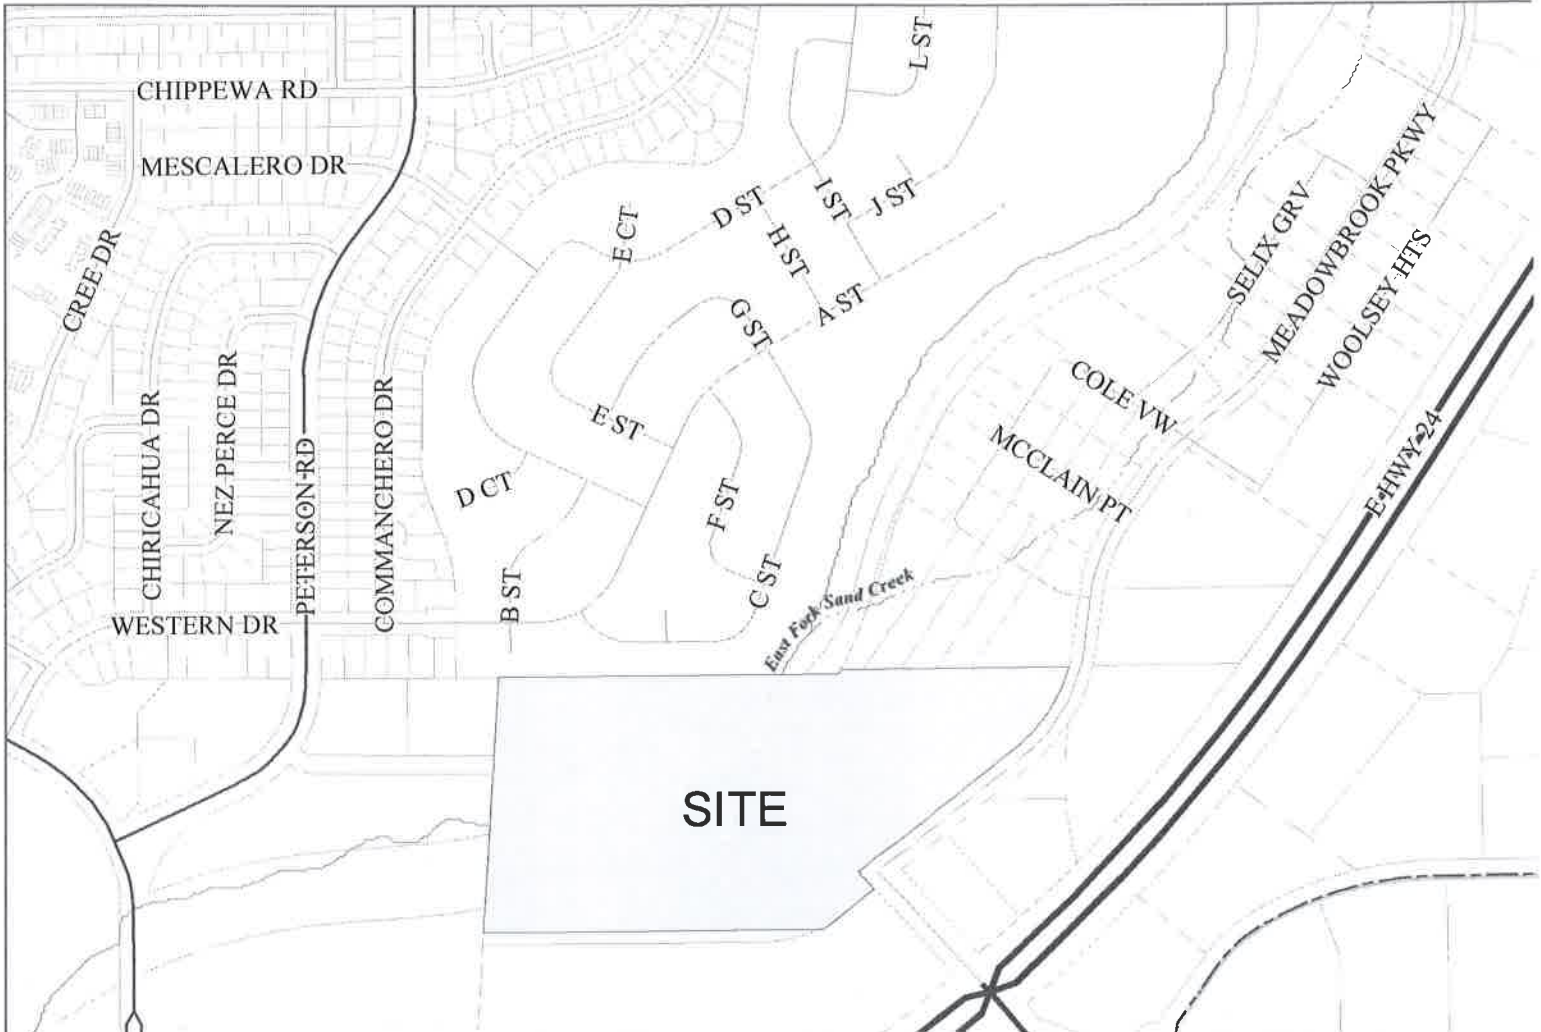 L ST
CHIPPEWA RD
MESCALERO DR
MEADOWBROOK PKWY
SELIX GRV
WOOLSEY HTS
I ST
J ST
D ST
E CT
H ST
CREE DR
A ST
G ST
COLE VW
MCCLAIN PT
E HWY 24
NEZ PERCE DR
CHIRICAHUA DR
COMMANCHERO DR
PETERSON RD
E ST
D CT
F ST
C ST
B ST
East Fork Sand Creek
WESTERN DR
SITE